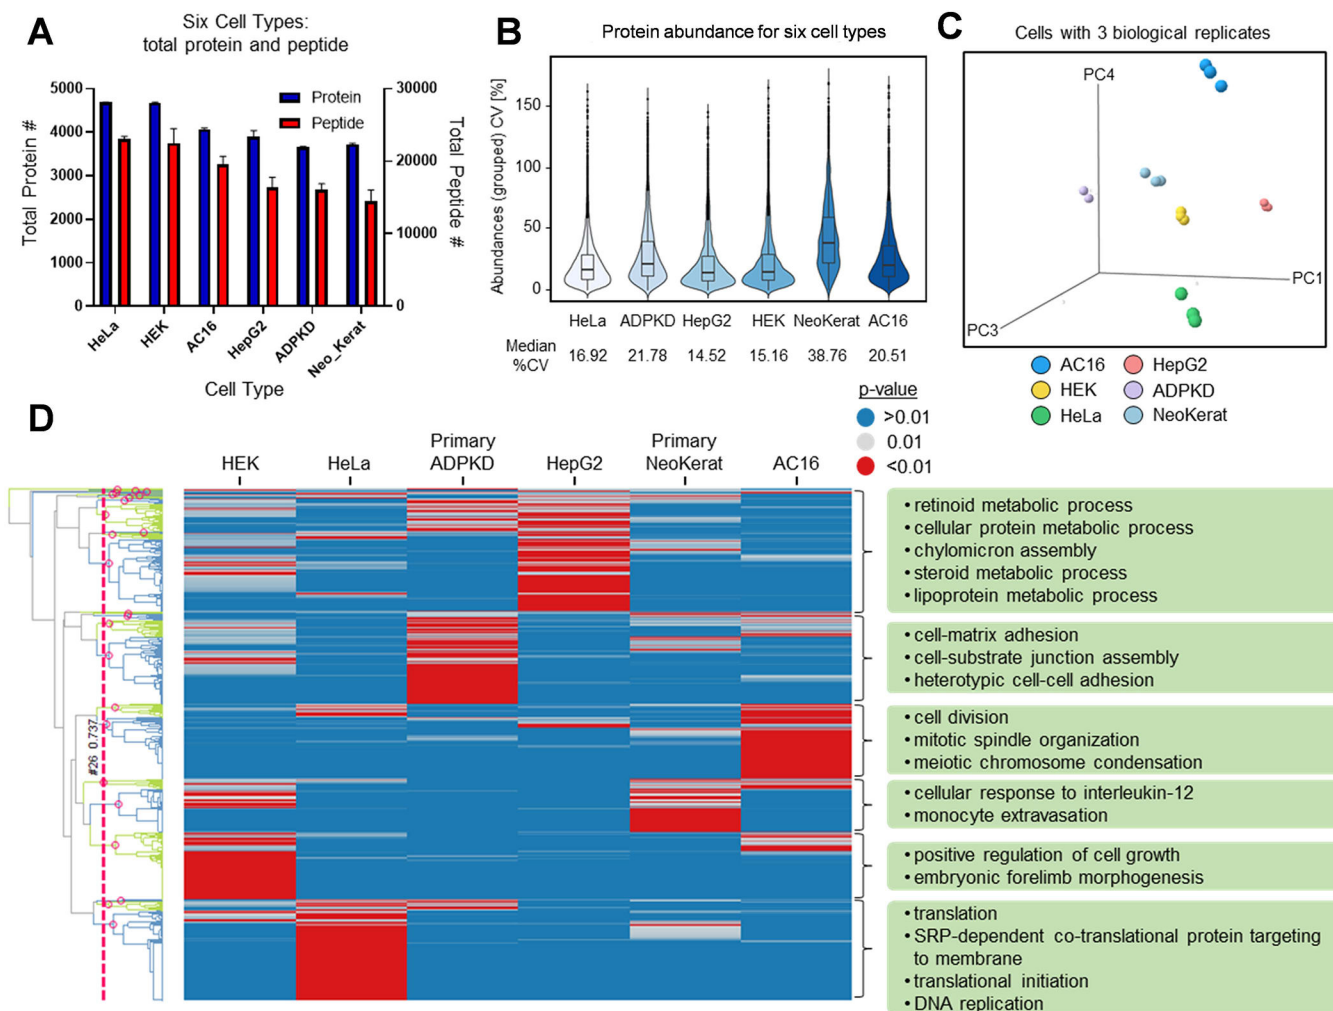 A
Six Cell Types:
total protein and peptide
Total Protein #
5000
4000
3000
2000
1000
0
Protein
Peptide
30000
20000
10000
0
Total Peptide #
HeLa
HEK
AC16
HepG2
ADPKD
Neo_Kerat
Cell Type
B
Protein abundance for six cell types
Abundances (grouped) CV [%]
150
100
50
0
HeLa ADPKD HepG2 HEK NeoKerat AC16
Median
%CV
16.92 21.78 14.52 15.16 38.76 20.51
C
Cells with 3 biological replicates
PC4
PC1
PC3
AC16 HepG2
HEK ADPKD
HeLa NeoKerat
D
p-value
>0.01
0.01
<0.01
HEK
HeLa
Primary
ADPKD
HepG2
Primary
NeoKerat
AC16
#26 0.737
• retinoid metabolic process
• cellular protein metabolic process
• chylomicron assembly
• steroid metabolic process
• lipoprotein metabolic process
• cell-matrix adhesion
• cell-substrate junction assembly
• heterotypic cell-cell adhesion
• cell division
• mitotic spindle organization
• meiotic chromosome condensation
• cellular response to interleukin-12
• monocyte extravasation
• positive regulation of cell growth
• embryonic forelimb morphogenesis
• translation
• SRP-dependent co-translational protein targeting
to membrane
• translational initiation
• DNA replication